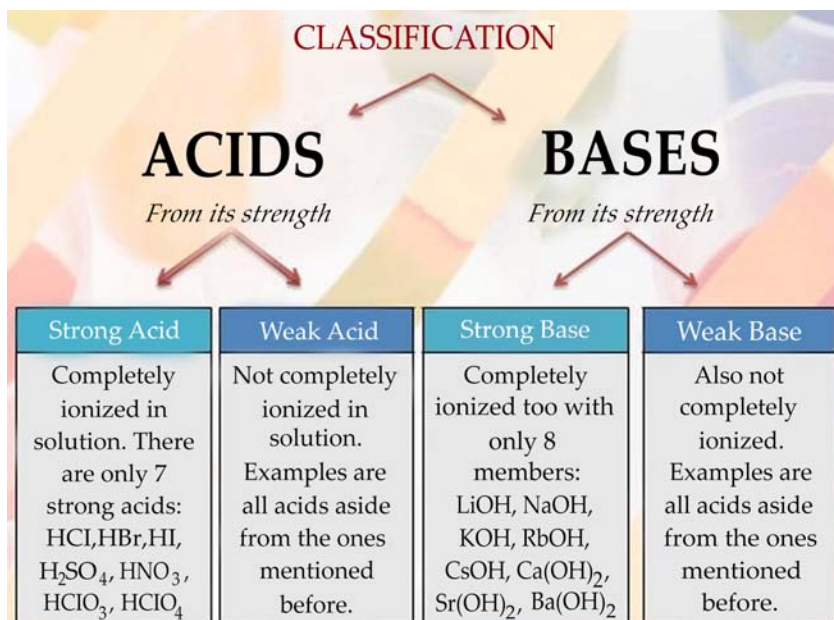 CLASSIFICATION
ACIDS
From its strength
Strong Acid
Completely
ionized in
solution. There
are only 7
strong acids:
HCI,HBr,HI,
H₂SO₄, HNO₃,
HCIO₃, HCIO₄
Weak Acid
Not completely
ionized in
solution.
Examples are
all acids aside
from the ones
mentioned
before.
BASES
From its strength
Strong Base
Completely
ionized too with
only 8
members:
LiOH, NaOH,
KOH, RbOH,
CsOH, Ca(OH)₂,
Sr(OH)₂, Ba(OH)₂
Weak Base
Also not
completely
ionized.
Examples are
all acids aside
from the ones
mentioned
before.